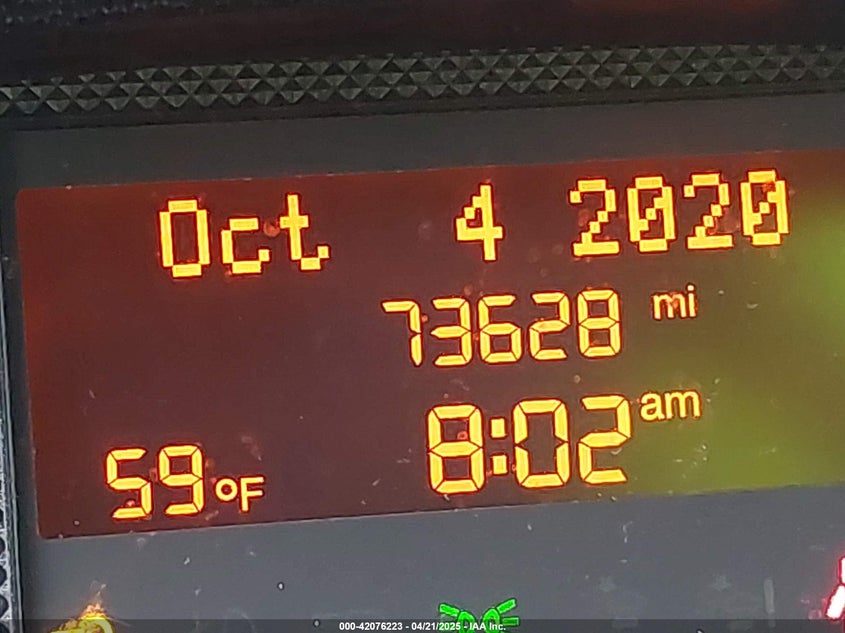 Oct 4 2020
73628 mi
8:02 am
59 °F
000-42076223 - 04/21/2025 - IAA Inc.